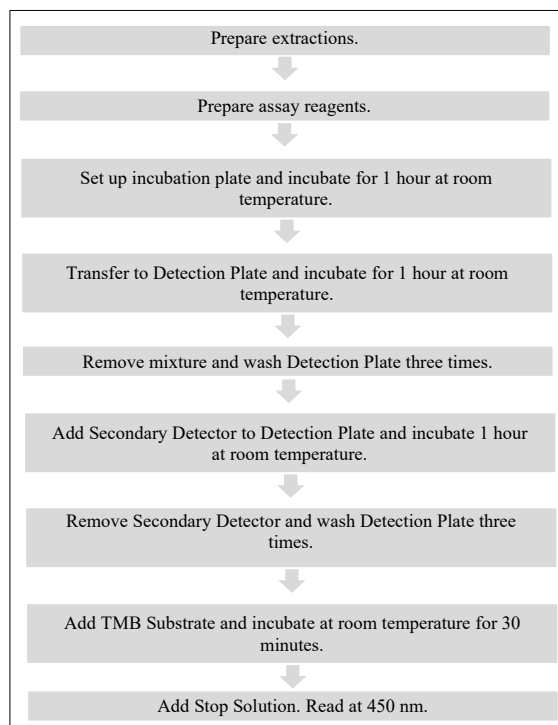 Prepare extractions.
Prepare assay reagents.
Set up incubation plate and incubate for 1 hour at room
temperature.
Transfer to Detection Plate and incubate for 1 hour at room
temperature.
Remove mixture and wash Detection Plate three times.
Add Secondary Detector to Detection Plate and incubate 1 hour
at room temperature.
Remove Secondary Detector and wash Detection Plate three
times.
Add TMB Substrate and incubate at room temperature for 30
minutes.
Add Stop Solution. Read at 450 nm.